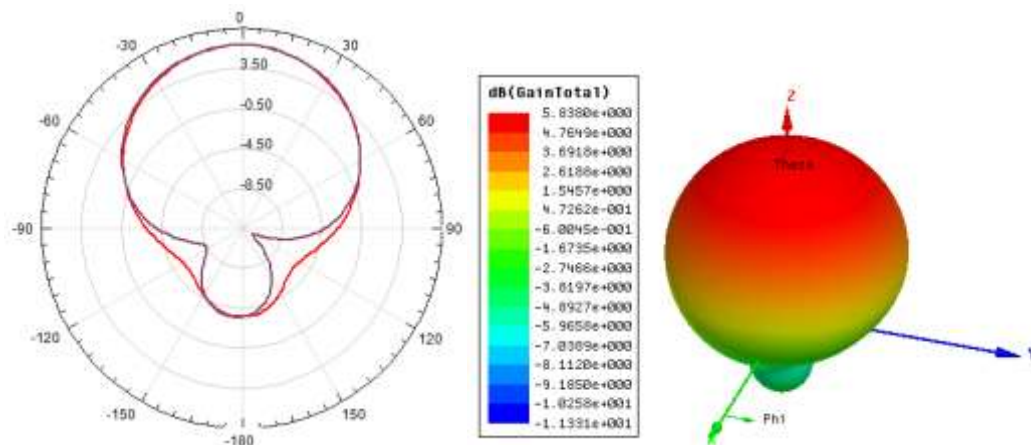 0
-30
30
3.50
-60
60
-0.50
-4.50
-8.50
-90
90
-120
120
-150
150
-180
dB(GainTotal)
5.8380e+000
4.7649e+000
3.6918e+000
2.6188e+000
1.5457e+000
4.7262e-001
-6.0045e-001
-1.6735e+000
-2.7466e+000
-3.8197e+000
-4.8927e+000
-5.9658e+000
-7.0389e+000
-8.1120e+000
-9.1850e+000
-1.0258e+001
-1.1331e+001
Z
Theta
Phi